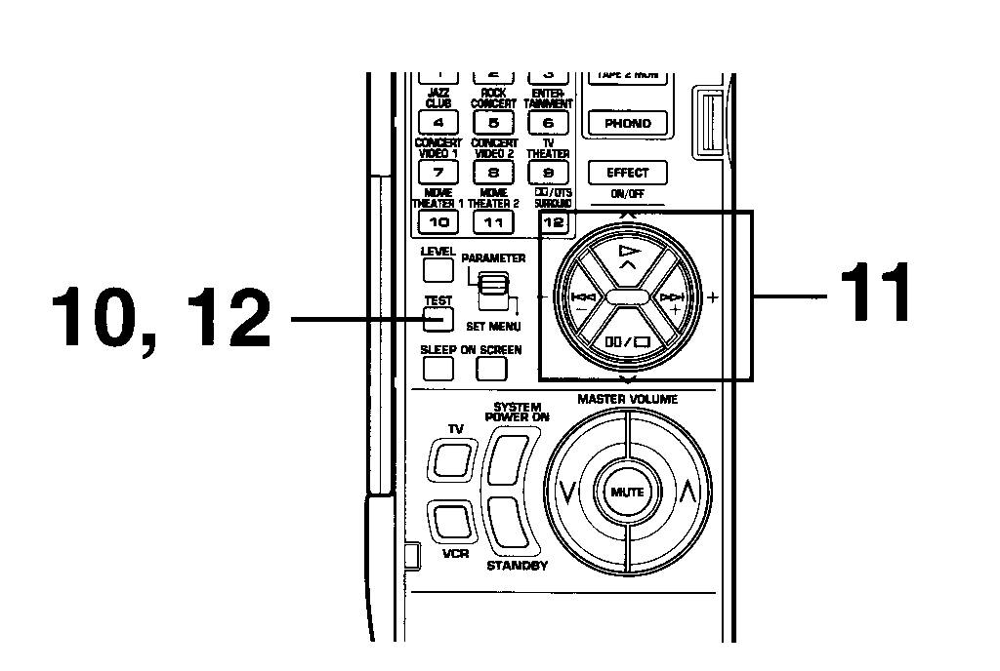 1 2 3 TAPE 2 MON
JAZZ CLUB ROCK CONCERT ENTER- TAINMENT
4 5 6 PHONO
CONCERT VIDEO 1 CONCERT VIDEO 2 TV THEATER
7 8 9 EFFECT
MOVIE THEATER 1 MOVIE THEATER 2 DD/DTS SURROUND ON/OFF
10 11 12
LEVEL PARAMETER
10, 12
TEST
SET MENU
SLEEP ON SCREEN
– +
– +
11
MASTER VOLUME
SYSTEM
POWER ON
TV
MUTE
VCR
STANDBY